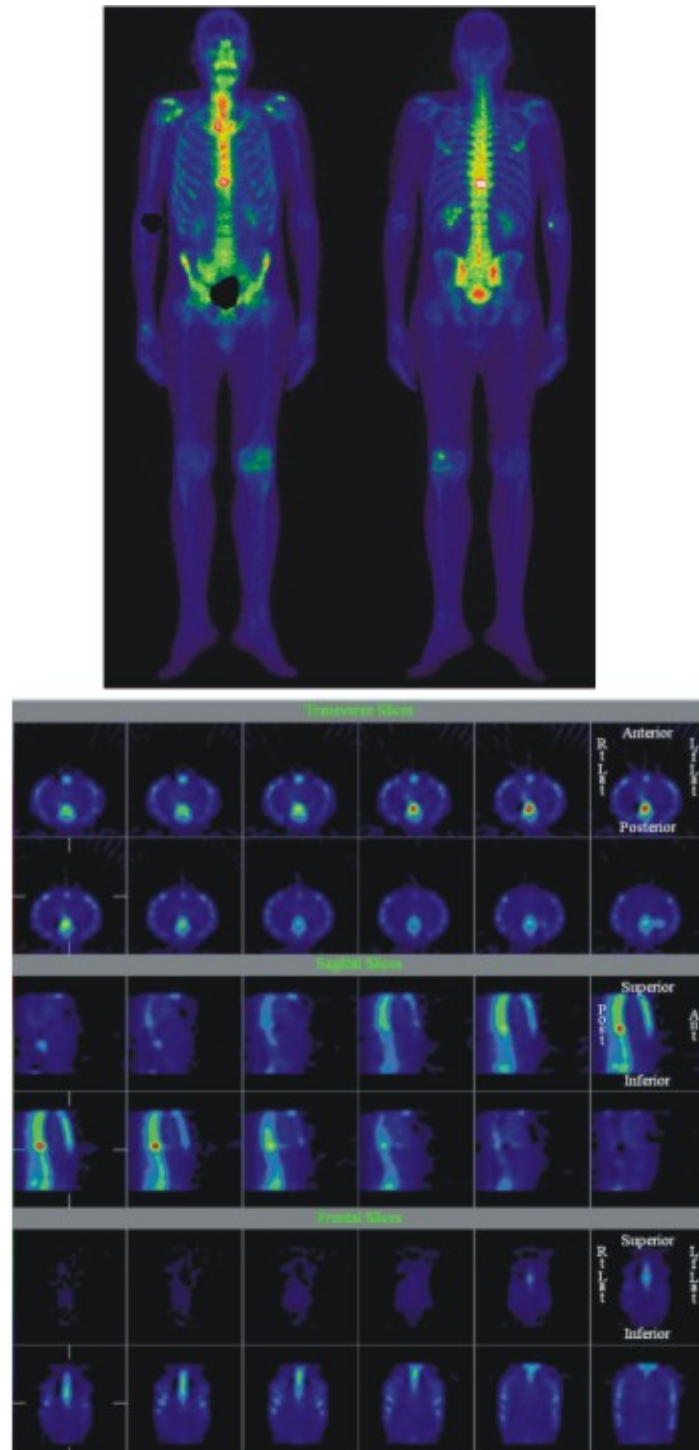 Transverse Slices
Anterior
Rt Lat
Lt Lat
Posterior
Sagittal Slices
Superior
Post
Ant
Inferior
Frontal Slices
Superior
Rt Lat
Lt Lat
Inferior